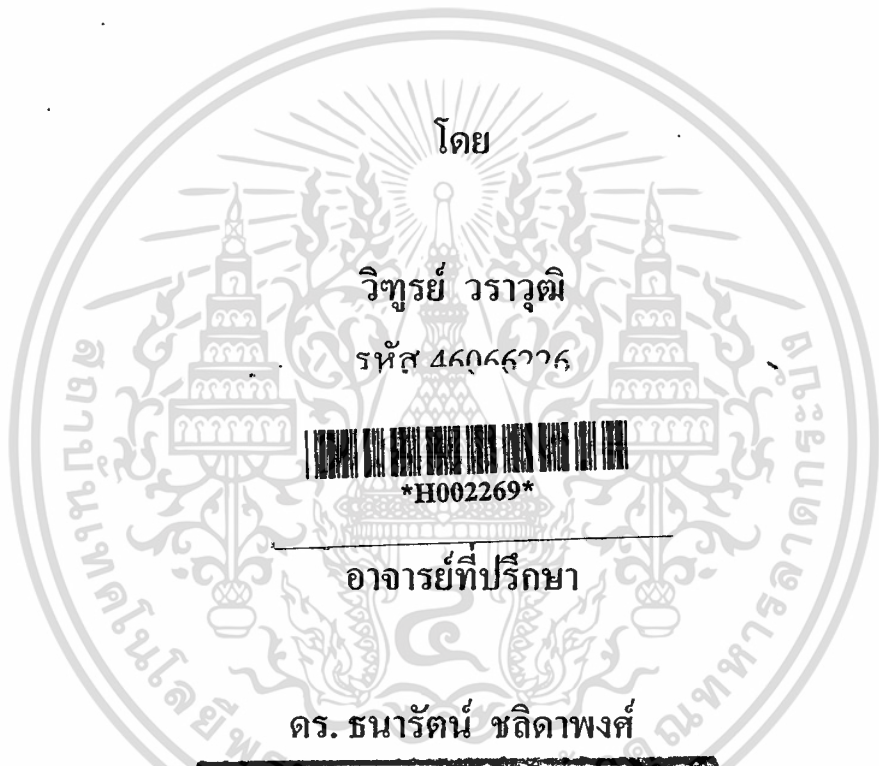 โดย
วิฑูรย์ วราวุฒิ
รหัส 46066226
*H002269*
อาจารย์ที่ปรึกษา
ดร. ธนารัตน์ ชลิดาพงศ์